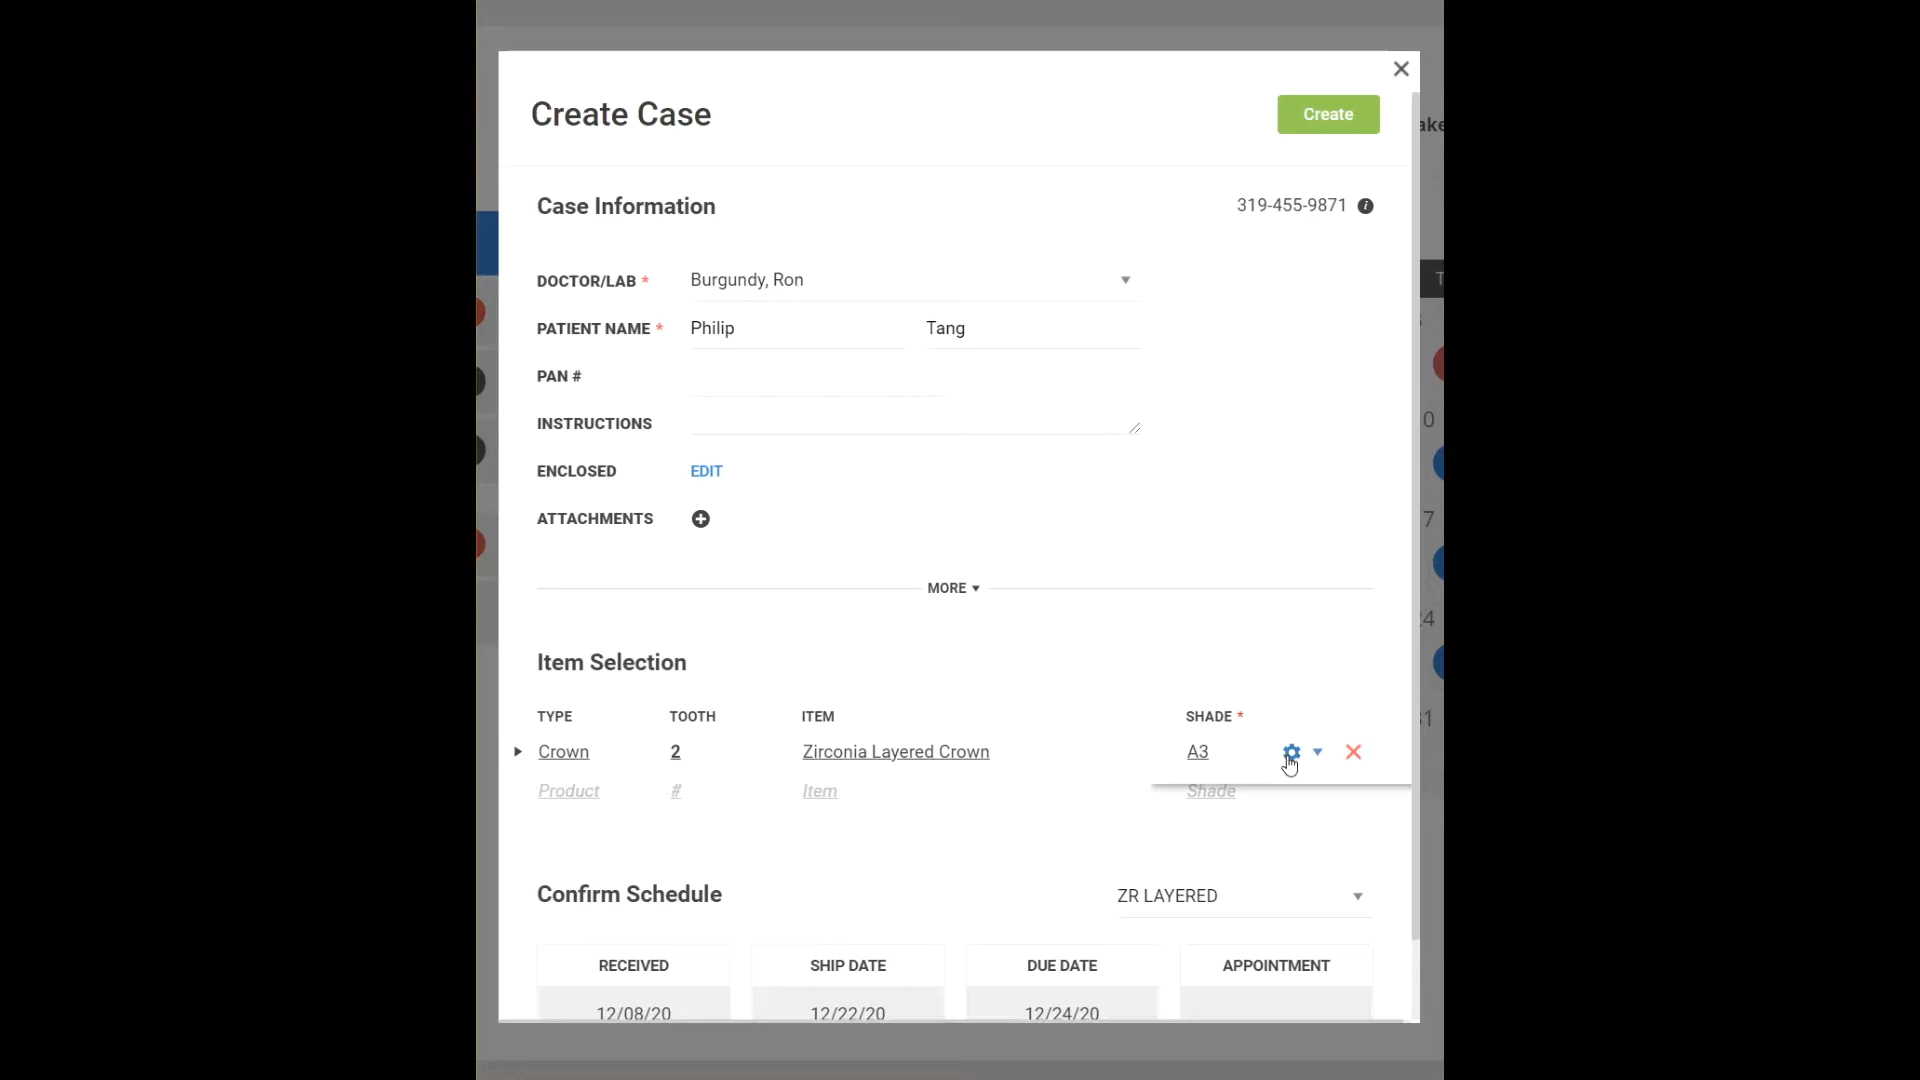 Create Case
Create
Case Information
319-455-9871
DOCTOR/LAB * Burgundy, Ron
PATIENT NAME * Philip Tang
PAN #
INSTRUCTIONS
ENCLOSED EDIT
ATTACHMENTS
MORE
Item Selection
TYPE TOOTH ITEM SHADE *
Crown 2 Zirconia Layered Crown A3
Product # Item Shade
Confirm Schedule
ZR LAYERED
RECEIVED SHIP DATE DUE DATE APPOINTMENT
12/08/20 12/22/20 12/24/20